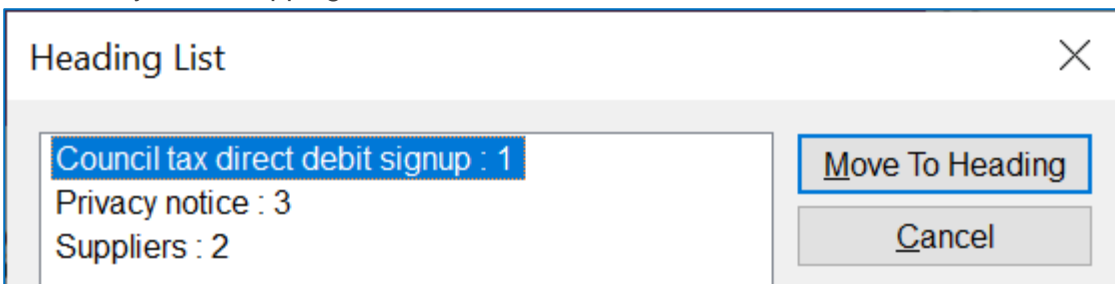 Heading List
Council tax direct debit signup : 1
Privacy notice : 3
Suppliers : 2
Move To Heading
Cancel